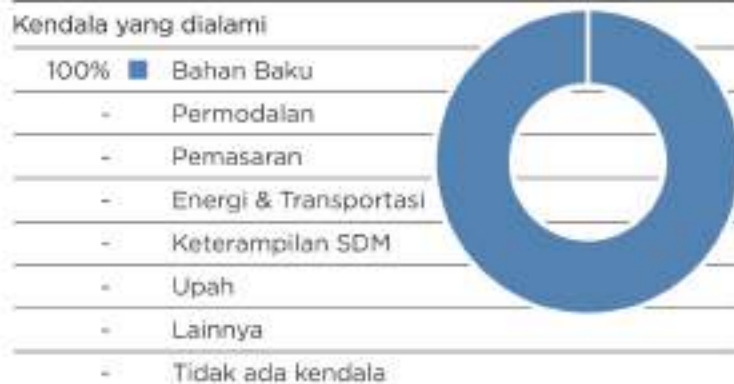 Kendala yang dialami
100% Bahan Baku
- Permodalan
- Pemasaran
- Energi & Transportasi
- Keterampilan SDM
- Upah
- Lainnya
- Tidak ada kendala